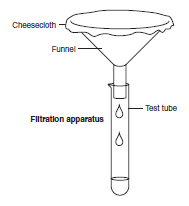 Cheesecloth
Funnel
Test tube
Filtration apparatus